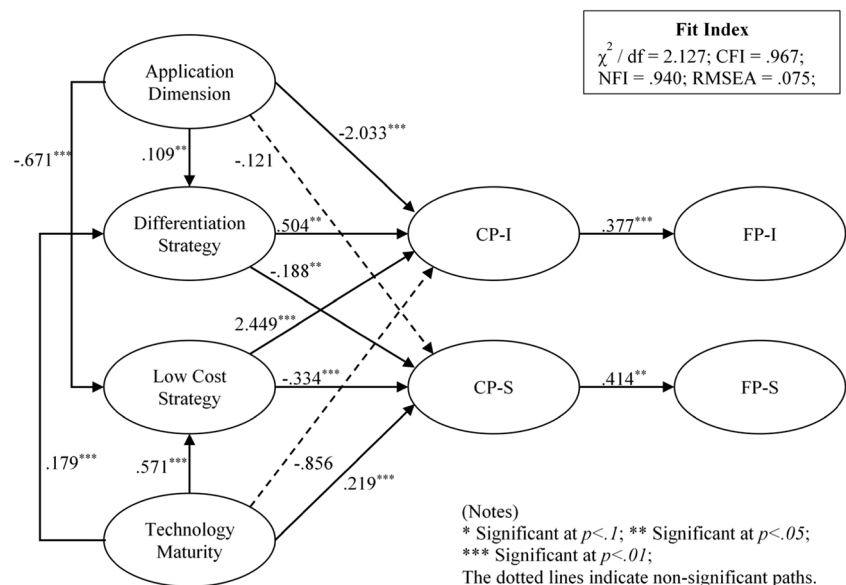 Fit Index
χ² / df = 2.127; CFI = .967;
NFI = .940; RMSEA = .075;
Application
Dimension
-.671***
.109**
-.121
-2.033***
Differentiation
Strategy
.504**
CP-I
.377***
FP-I
-.188**
2.449***
Low Cost
Strategy
-.334***
CP-S
.414**
FP-S
.179***
.571***
-.856
.219***
Technology
Maturity
(Notes)
* Significant at p<.1; ** Significant at p<.05;
*** Significant at p<.01;
The dotted lines indicate non-significant paths.